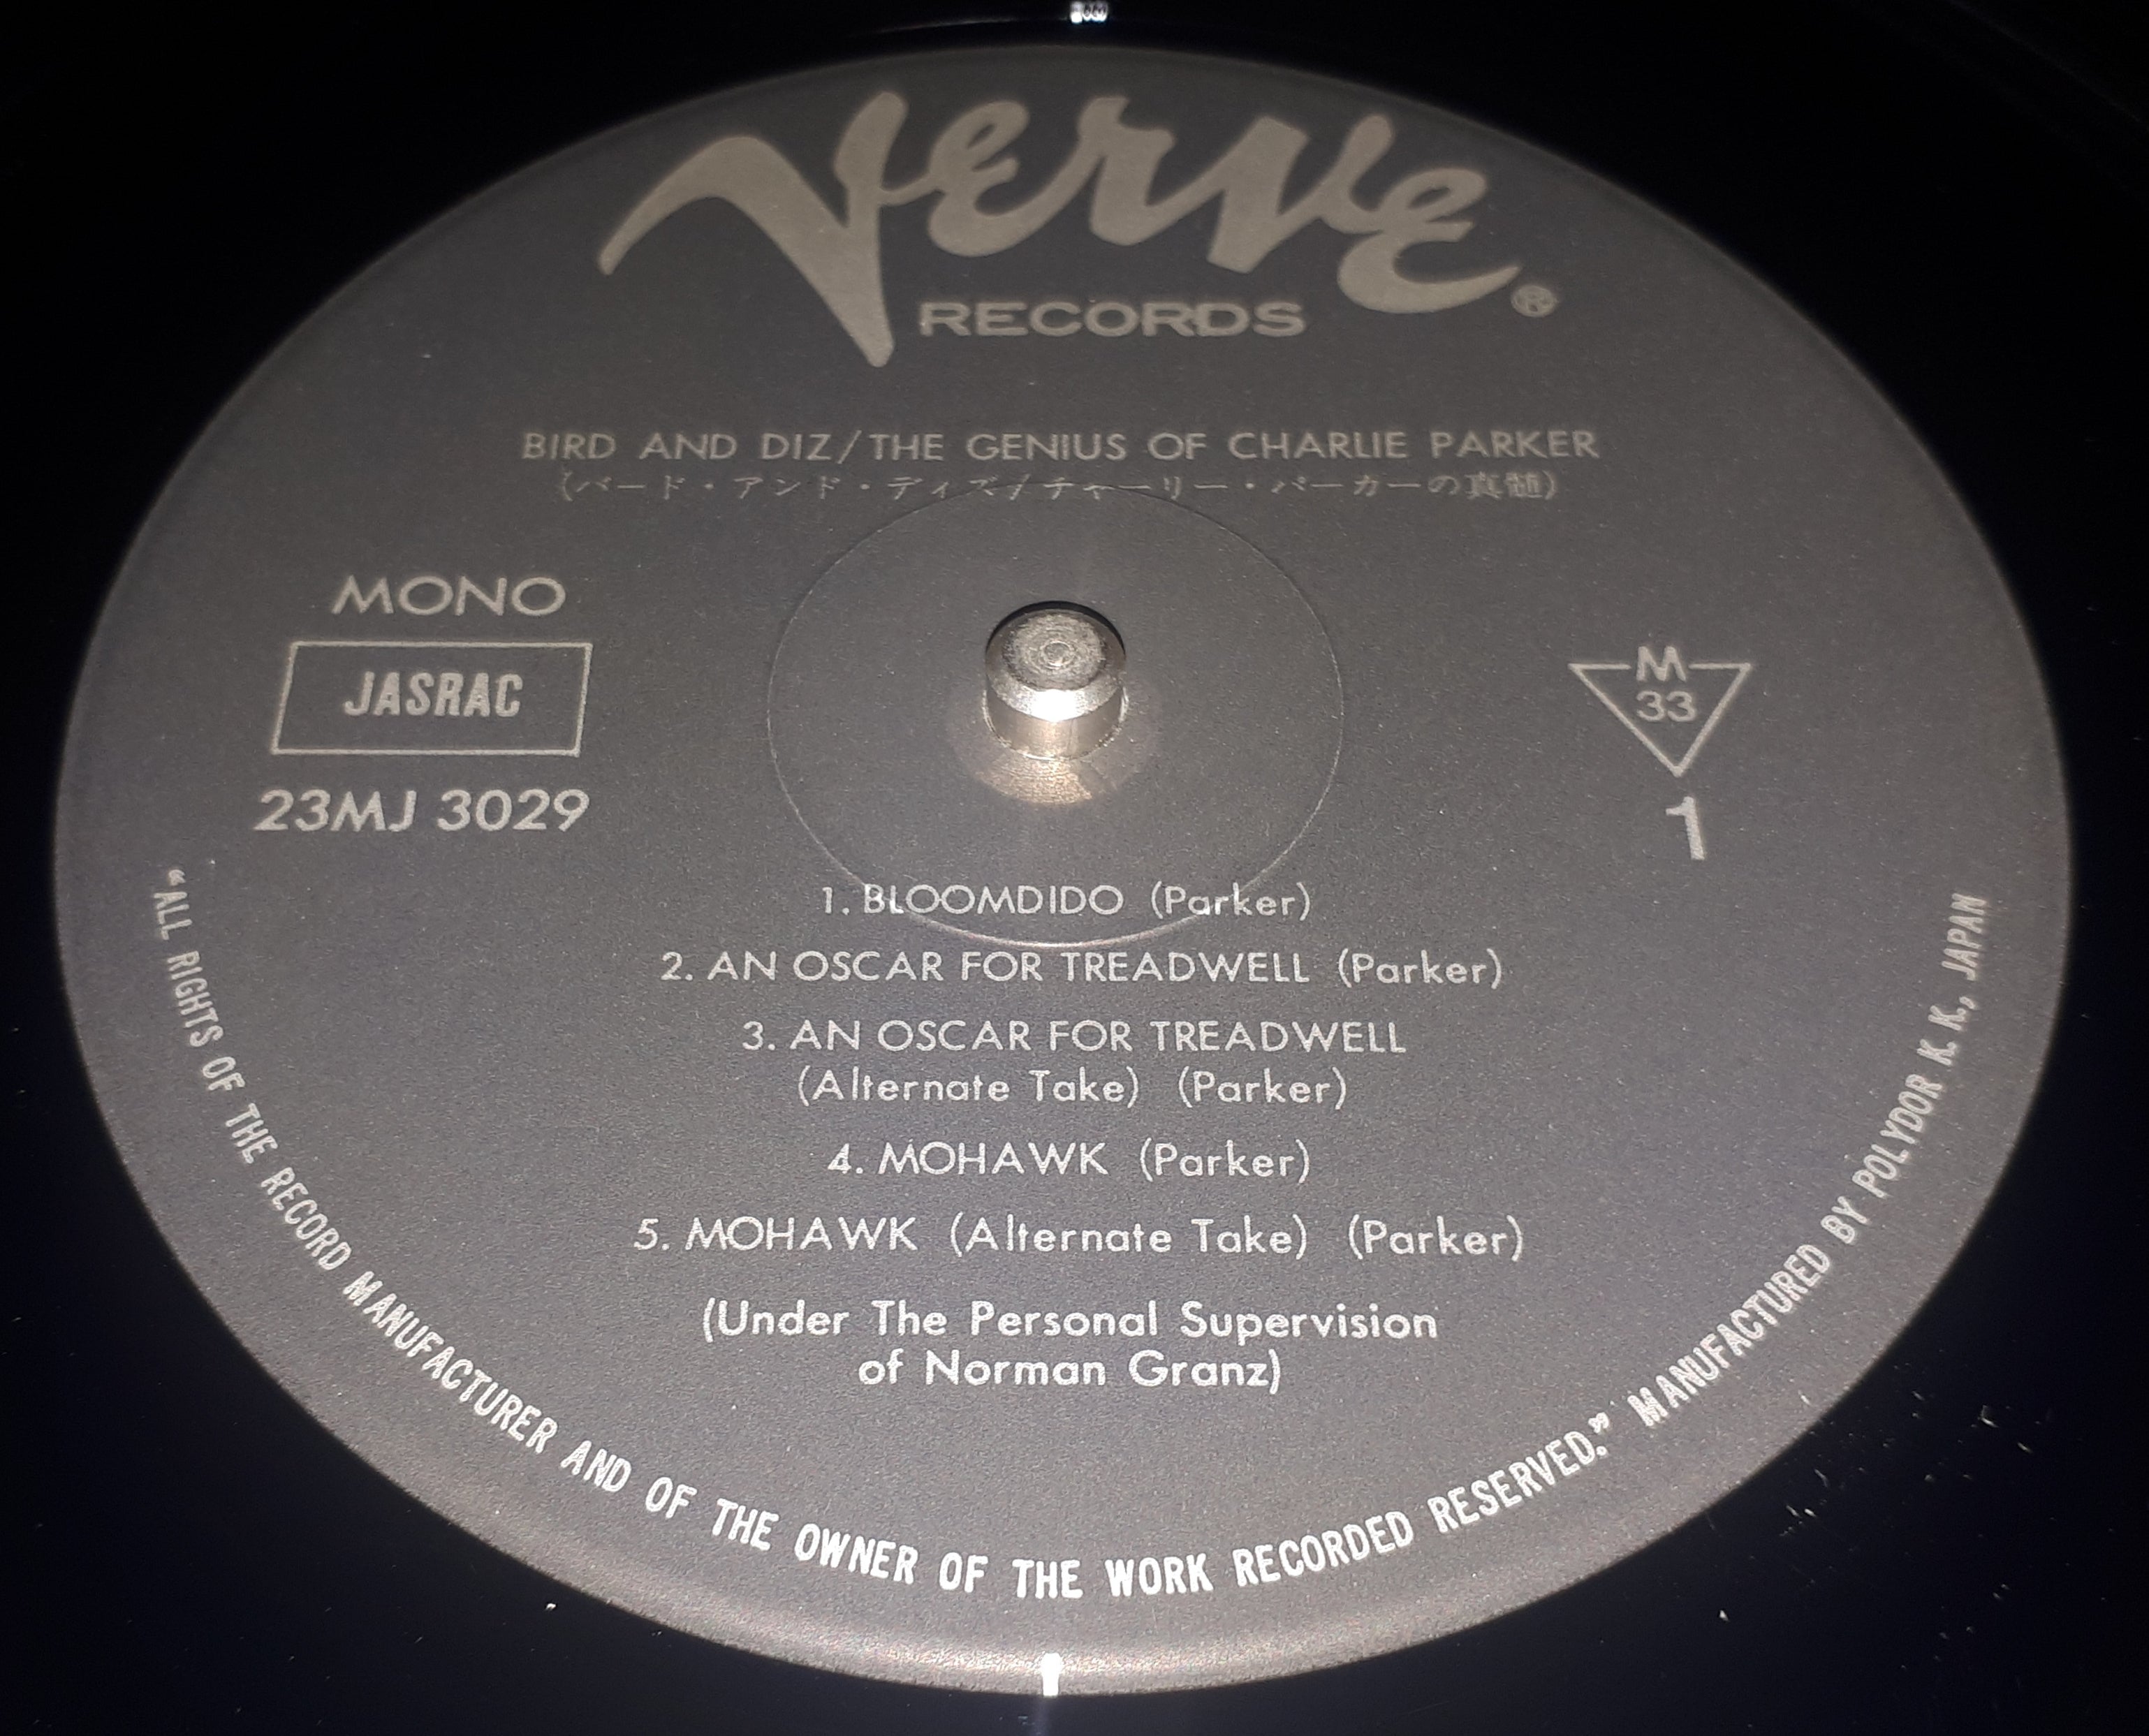 Verve®
RECORDS
BIRD AND DIZ/THE GENIUS OF CHARLIE PARKER
(バード・アンド・ディズ/チャーリー・パーカーの真髄)
MONO
JASRAC
23MJ 3029
M
33
1
1. BLOOMDIDO (Parker)
2. AN OSCAR FOR TREADWELL (Parker)
3. AN OSCAR FOR TREADWELL
(Alternate Take) (Parker)
4. MOHAWK (Parker)
5. MOHAWK (Alternate Take) (Parker)
(Under The Personal Supervision
of Norman Granz)
“ALL RIGHTS OF THE RECORD MANUFACTURER AND OF THE OWNER OF THE WORK RECORDED RESERVED.” MANUFACTURED BY POLYDOR K.K., JAPAN